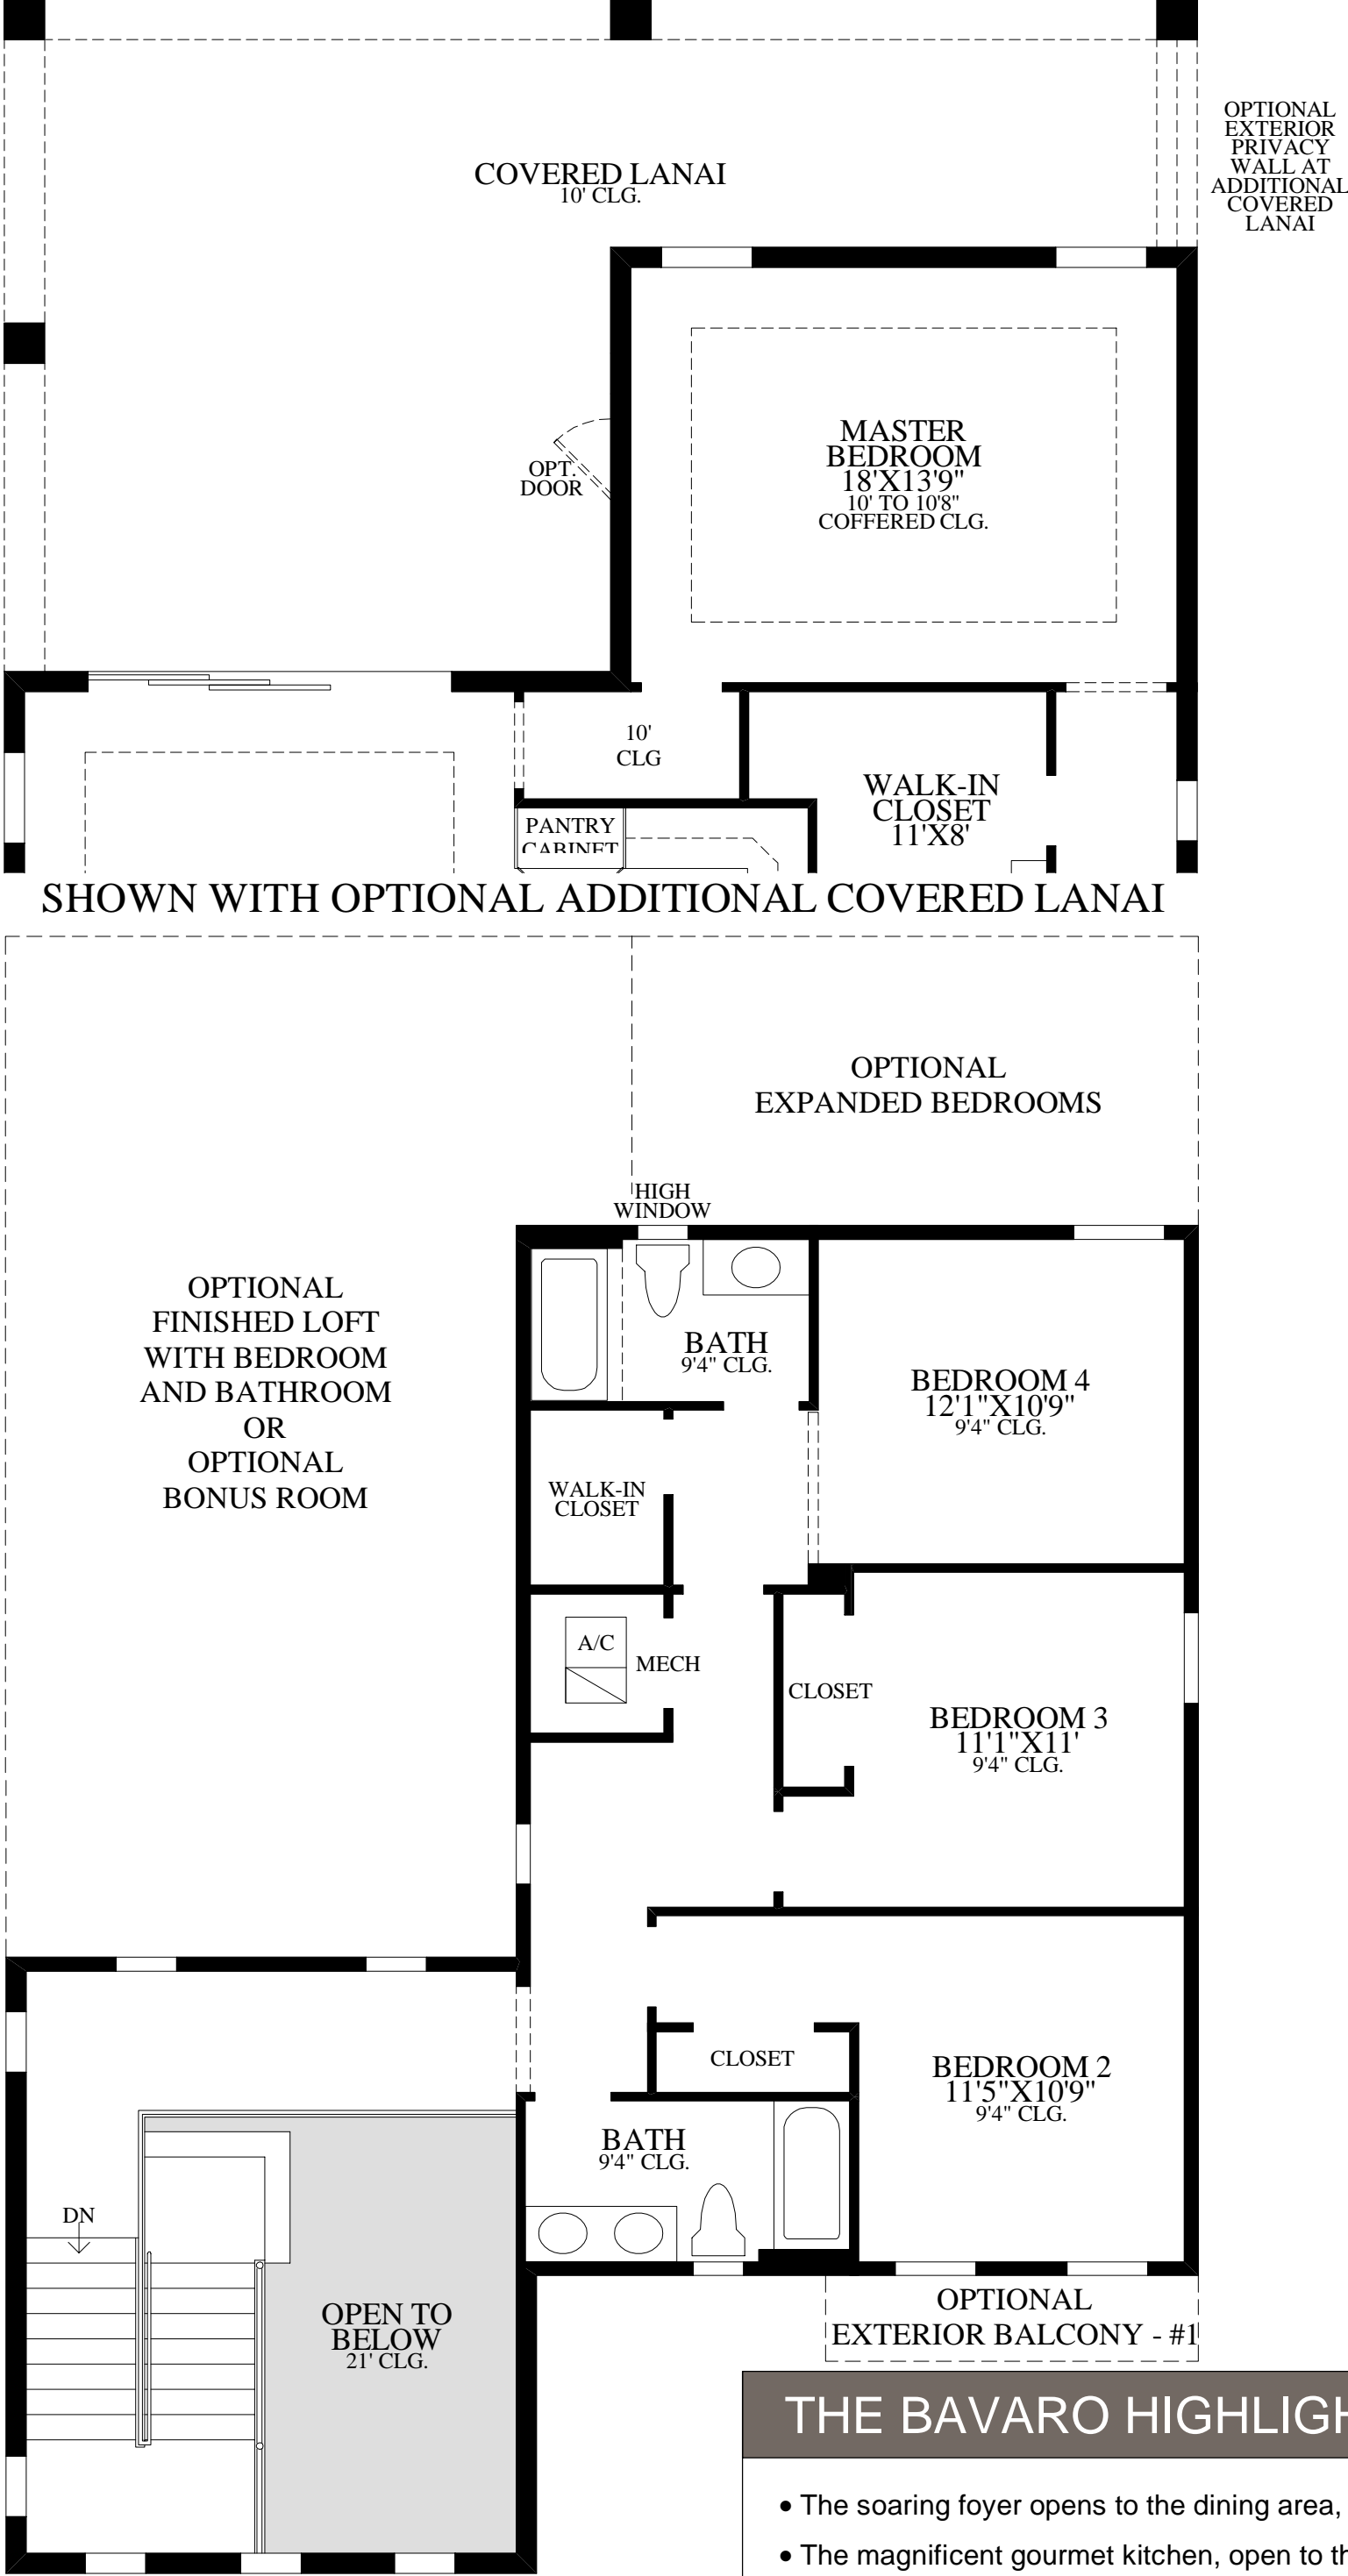 COVERED LANAI
10' CLG.
OPTIONAL
EXTERIOR
PRIVACY
WALL AT
ADDITIONAL
COVERED
LANAI
OPT.
DOOR
MASTER
BEDROOM
18'X13'9"
10' TO 10'8"
COFFERED CLG.
10'
CLG
WALK-IN
CLOSET
11'X8'
PANTRY
CABINET
SHOWN WITH OPTIONAL ADDITIONAL COVERED LANAI
OPTIONAL
EXPANDED BEDROOMS
HIGH
WINDOW
OPTIONAL
FINISHED LOFT
WITH BEDROOM
AND BATHROOM
OR
OPTIONAL
BONUS ROOM
BATH
9'4" CLG.
BEDROOM 4
12'1"X10'9"
9'4" CLG.
WALK-IN
CLOSET
A/C
MECH
CLOSET
BEDROOM 3
11'1"X11'
9'4" CLG.
CLOSET
BEDROOM 2
11'5"X10'9"
9'4" CLG.
BATH
9'4" CLG.
DN
OPEN TO
BELOW
21' CLG.
OPTIONAL
EXTERIOR BALCONY - #1
THE BAVARO HIGHLIGH
• The soaring foyer opens to the dining area,
• The magnificent gourmet kitchen, open to th